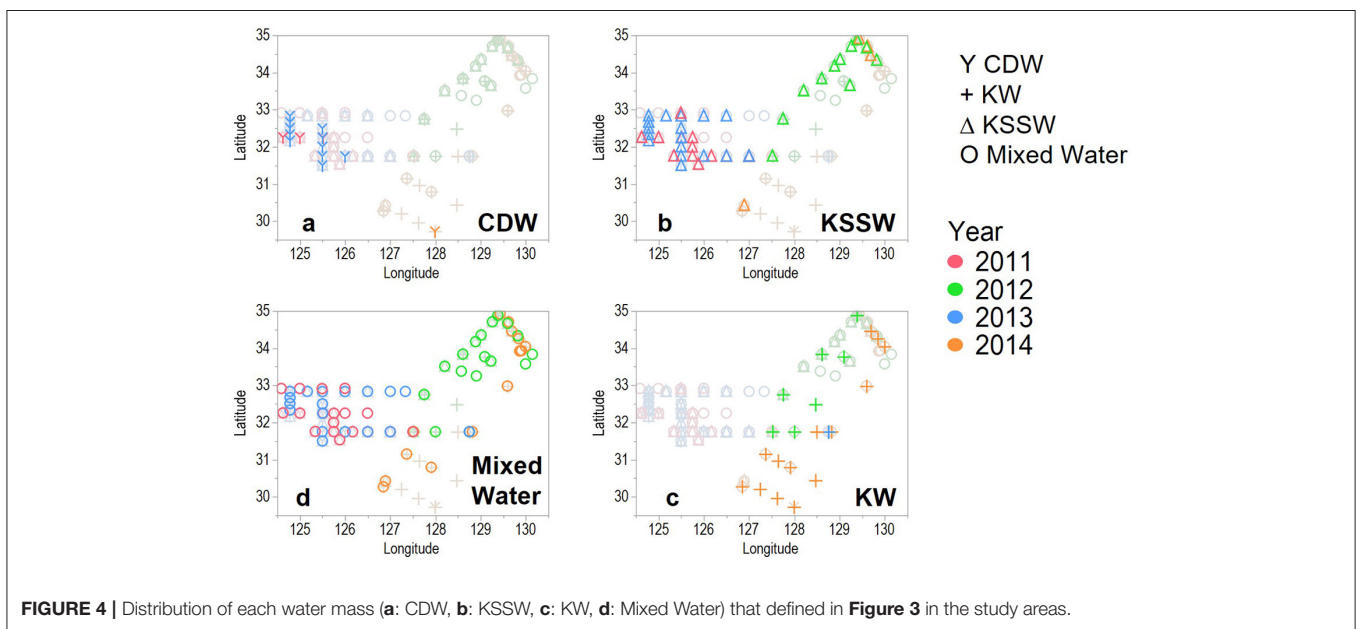 35
34
33
32
31
30
Latitude
a
CDW
125 126 127 128 129 130
Longitude
35
34
33
32
31
30
Latitude
b
KSSW
125 126 127 128 129 130
Longitude
Y CDW
+ KW
Δ KSSW
O Mixed Water
Year
2011
2012
2013
2014
35
34
33
32
31
30
Latitude
d
Mixed
Water
125 126 127 128 129 130
Longitude
35
34
33
32
31
30
Latitude
c
KW
125 126 127 128 129 130
Longitude
FIGURE 4 | Distribution of each water mass (a: CDW, b: KSSW, c: KW, d: Mixed Water) that defined in Figure 3 in the study areas.